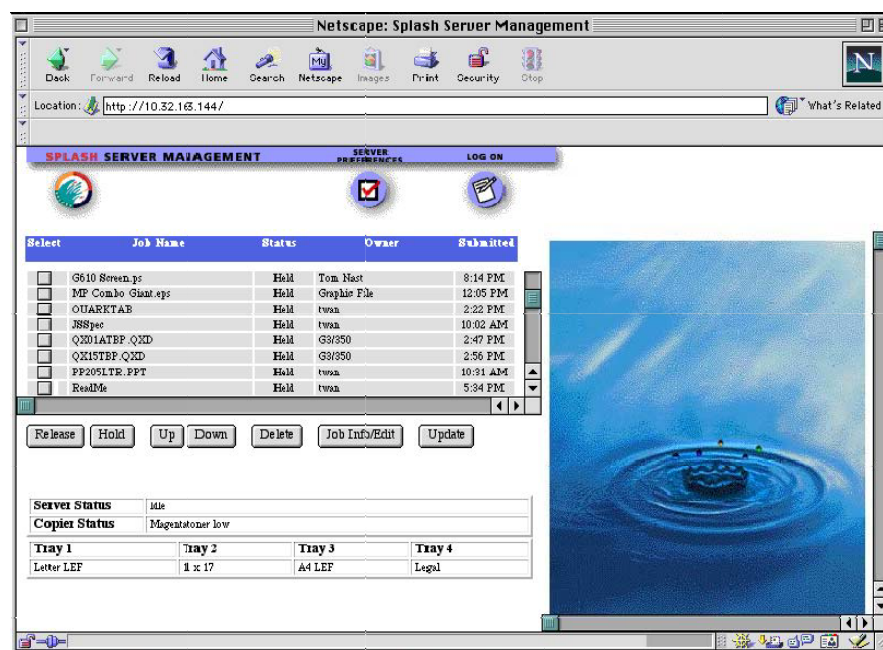 Netscape: Splash Server Management
Back Forward Reload Home Search Netscape Images Print Security Stop
My
N
Location: http://10.32.163.144/ What's Related
SPLASH SERVER MANAGEMENT SERVER PREFERENCES LOG ON
Select Job Name Status Owner Submitted
G610 Screen.ps Held Tom Nast 8:14 PM
MP Combo Giant.eps Held Graphic File 12:05 PM
QUARKTAB Held twan 2:22 PM
JSSpec Held twan 10:02 AM
QX01ATBP.QXD Held G3/350 2:47 PM
QX15TBP.QXD Held G3/350 2:56 PM
PP205LTR.PPT Held twan 10:31 AM
ReadMe Held twan 5:34 PM
Release Hold Up Down Delete Job Info/Edit Update
Server Status Idle
Copier Status Magentatoner low
Tray 1 Tray 2 Tray 3 Tray 4
Letter LEF 11 x 17 A4 LEF Legal